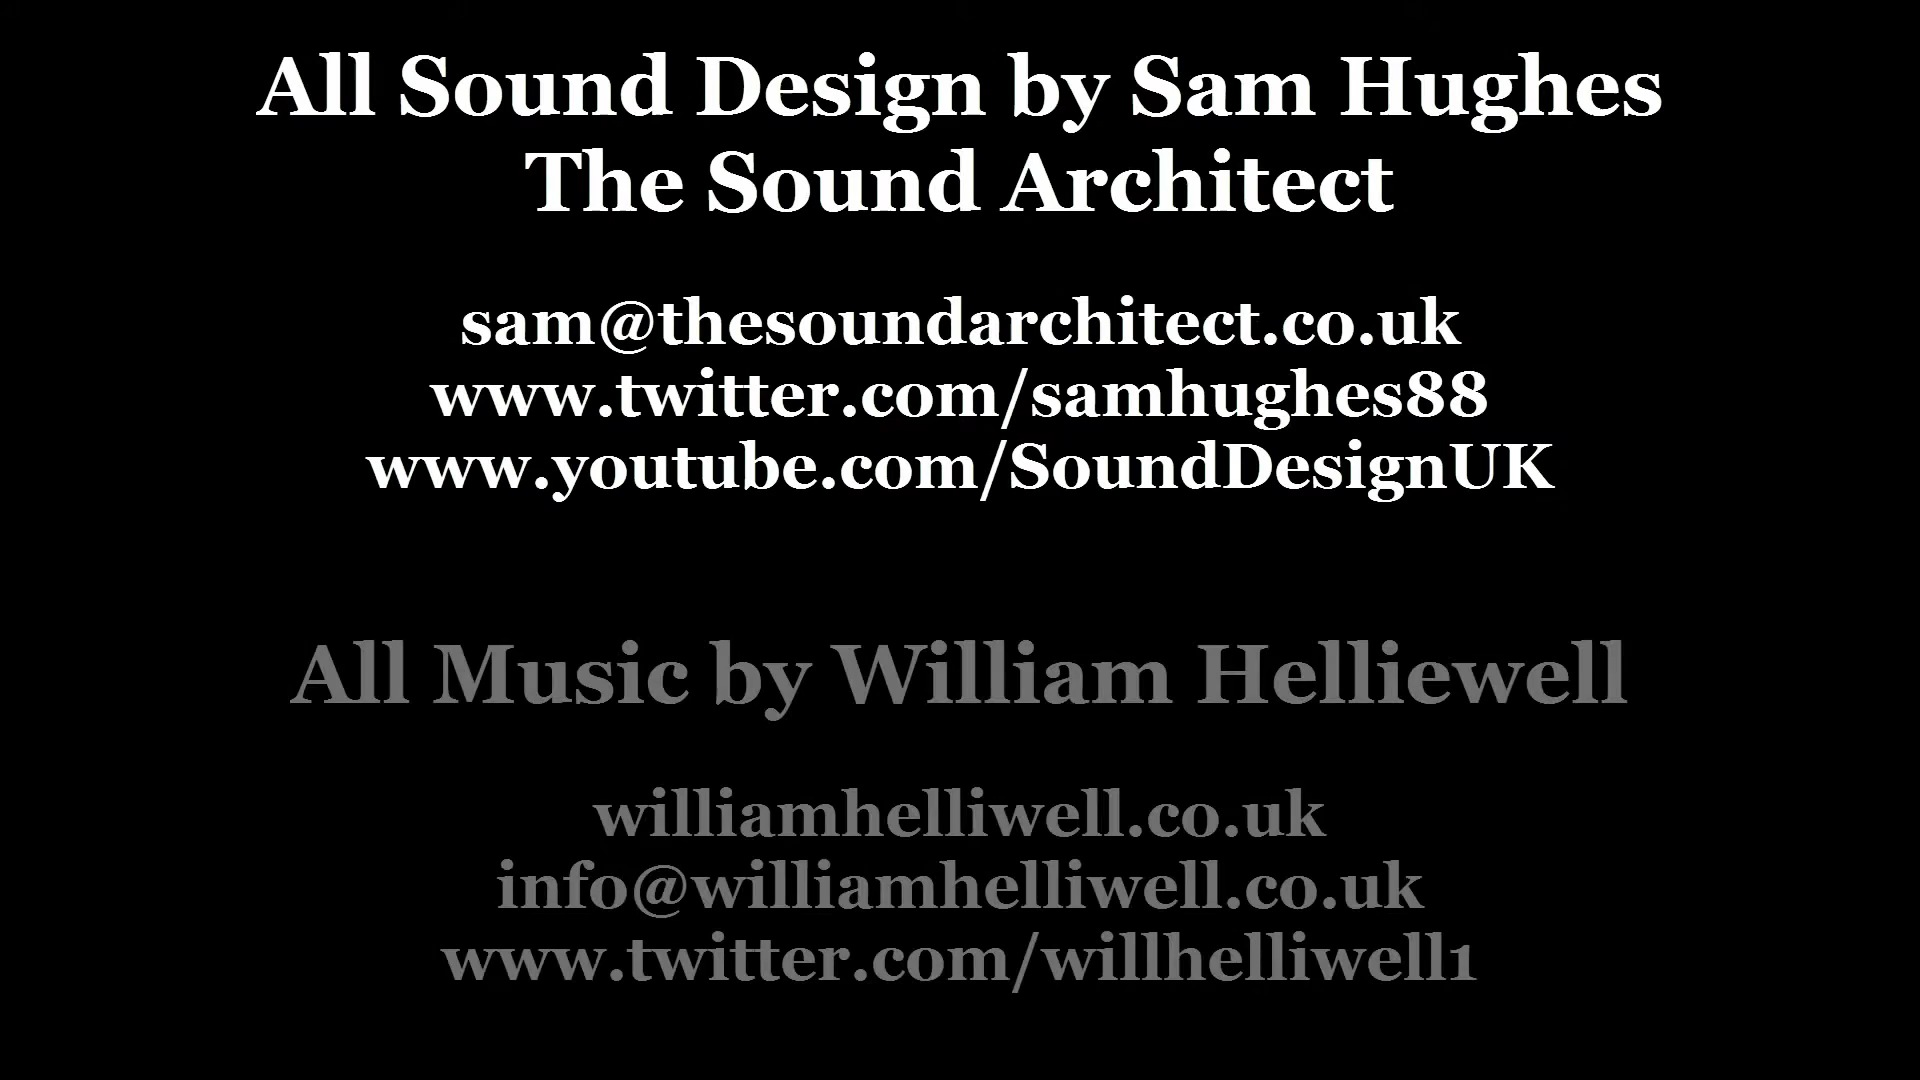 All Sound Design by Sam Hughes
The Sound Architect
sam@thesoundarchitect.co.uk
www.twitter.com/samhughes88
www.youtube.com/SoundDesignUK
All Music by William Helliewell
williamhelliwell.co.uk
info@williamhelliwell.co.uk
www.twitter.com/willhelliwell1